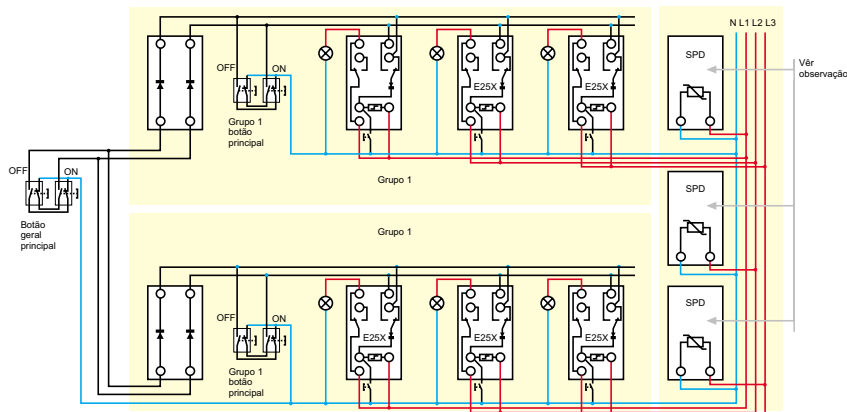 N L1 L2 L3
SPD
Vêr
observação
OFF
ON
E25X
E25X
Grupo 1
botão
principal
Grupo 1
OFF
ON
SPD
Botão
geral
principal
Grupo 1
SPD
OFF
ON
E25X
E25X
E25X
Grupo 1
botão
principal